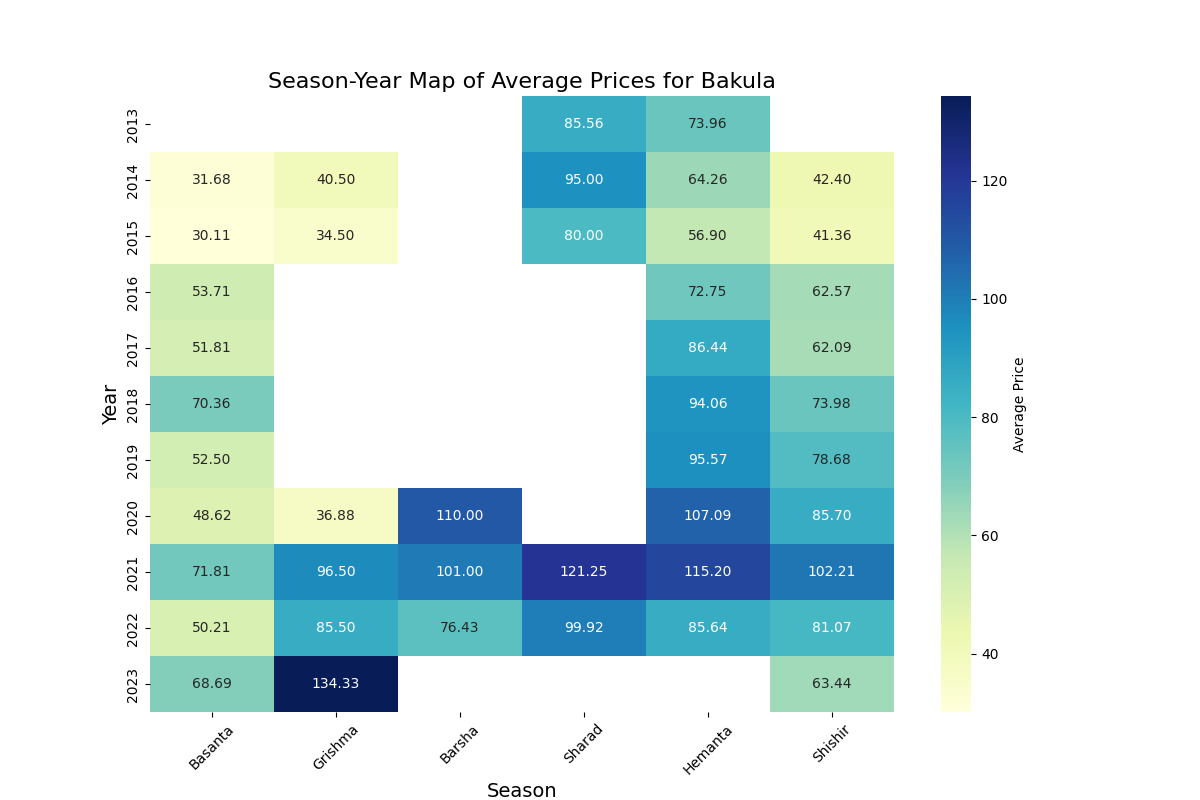 Season-Year Map of Average Prices for Bakula
2013 85.56 73.96
2014 31.68 40.50 95.00 64.26 42.40
2015 30.11 34.50 80.00 56.90 41.36
2016 53.71 72.75 62.57
2017 51.81 86.44 62.09
2018 70.36 94.06 73.98
2019 52.50 95.57 78.68
2020 48.62 36.88 110.00 107.09 85.70
2021 71.81 96.50 101.00 121.25 115.20 102.21
2022 50.21 85.50 76.43 99.92 85.64 81.07
2023 68.69 134.33 63.44
Year
Basanta Grishma Barsha Sharad Hemanta Shishir
Season
120
100
80
60
40
Average Price